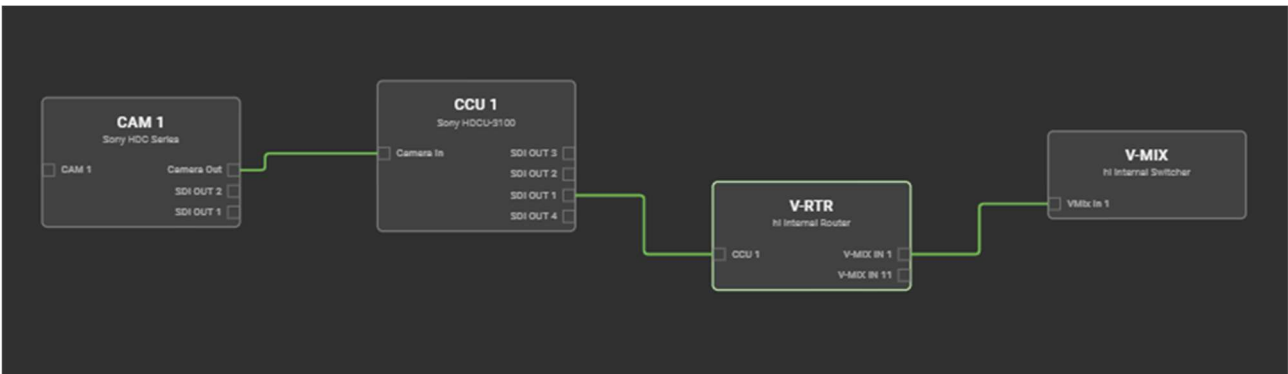 CAM 1
Sony HDC Series
CAM 1
Camera Out
SDI OUT 2
SDI OUT 1
CCU 1
Sony HDCU-3100
Camera In
SDI OUT 3
SDI OUT 2
SDI OUT 1
SDI OUT 4
V-RTR
hi Internal Router
CCU 1
V-MIX IN 1
V-MIX IN 11
V-MIX
hi Internal Switcher
VMix In 1